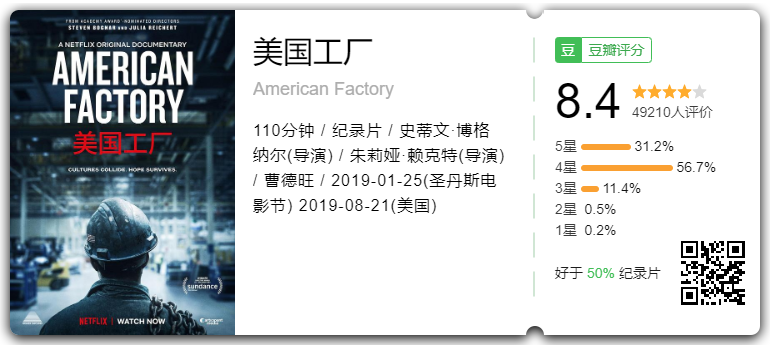 FROM ACADEMY AWARD·NOMINATED DIRECTORS
STEVEN BOGNAR AND JULIA REICHERT
A NETFLIX ORIGINAL DOCUMENTARY
AMERICAN
FACTORY
美国工厂
CULTURES COLLIDE. HOPE SURVIVES.
sundance
NETFLIX | WATCH NOW
美国工厂
American Factory
110分钟 / 纪录片 / 史蒂文·博格
纳尔(导演) / 朱莉娅·赖克特(导演)
/ 曹德旺 / 2019-01-25(圣丹斯电
影节) 2019-08-21(美国)
豆 豆瓣评分
8.4
49210人评价
5星 31.2%
4星 56.7%
3星 11.4%
2星 0.5%
1星 0.2%
好于 50% 纪录片